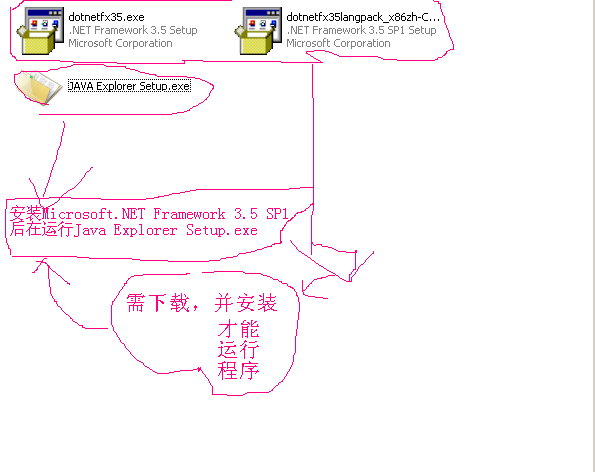 dotnetfx35.exe
.NET Framework 3.5 Setup
Microsoft Corporation
dotnetfx35langpack_x86zh-C...
.NET Framework 3.5 SP1 Setup
Microsoft Corporation
JAVA Explorer Setup.exe
安装Microsoft.NET Framework 3.5 SP1
后在运行Java Explorer Setup.exe
需下载，并安装
才能
运行
程序